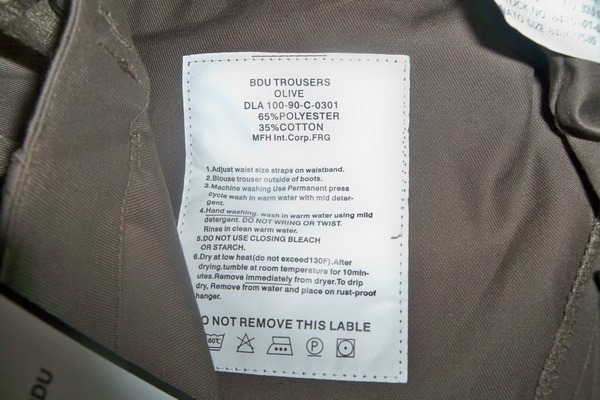 BDU TROUSERS
OLIVE
DLA 100-90-C-0301
65%POLYESTER
35%COTTON
MFH Int.Corp.FRG
1.Adjust waist size straps on waistband.
2.Blouse trouser outside of boots.
3.Machine washing Use Permanent press
cycle wash in warm water with mid deter-
gent.
4.Hand washing. wash in warm water using mild
detergent. DO NOT WRING OR TWIST.
Rinse in clean warm water.
5.DO NOT USE CLOSING BLEACH
OR STARCH.
6.Dry at low heat(do not exceed130F).After
drying.tumble at room temperature for 10min-
utes.Remove immediately from dryer.To drip
dry, Remove from water and place on rust-proof
hanger.
O NOT REMOVE THIS LABLE
60℃
P
STOCK NO.
NATO SIZE
DU